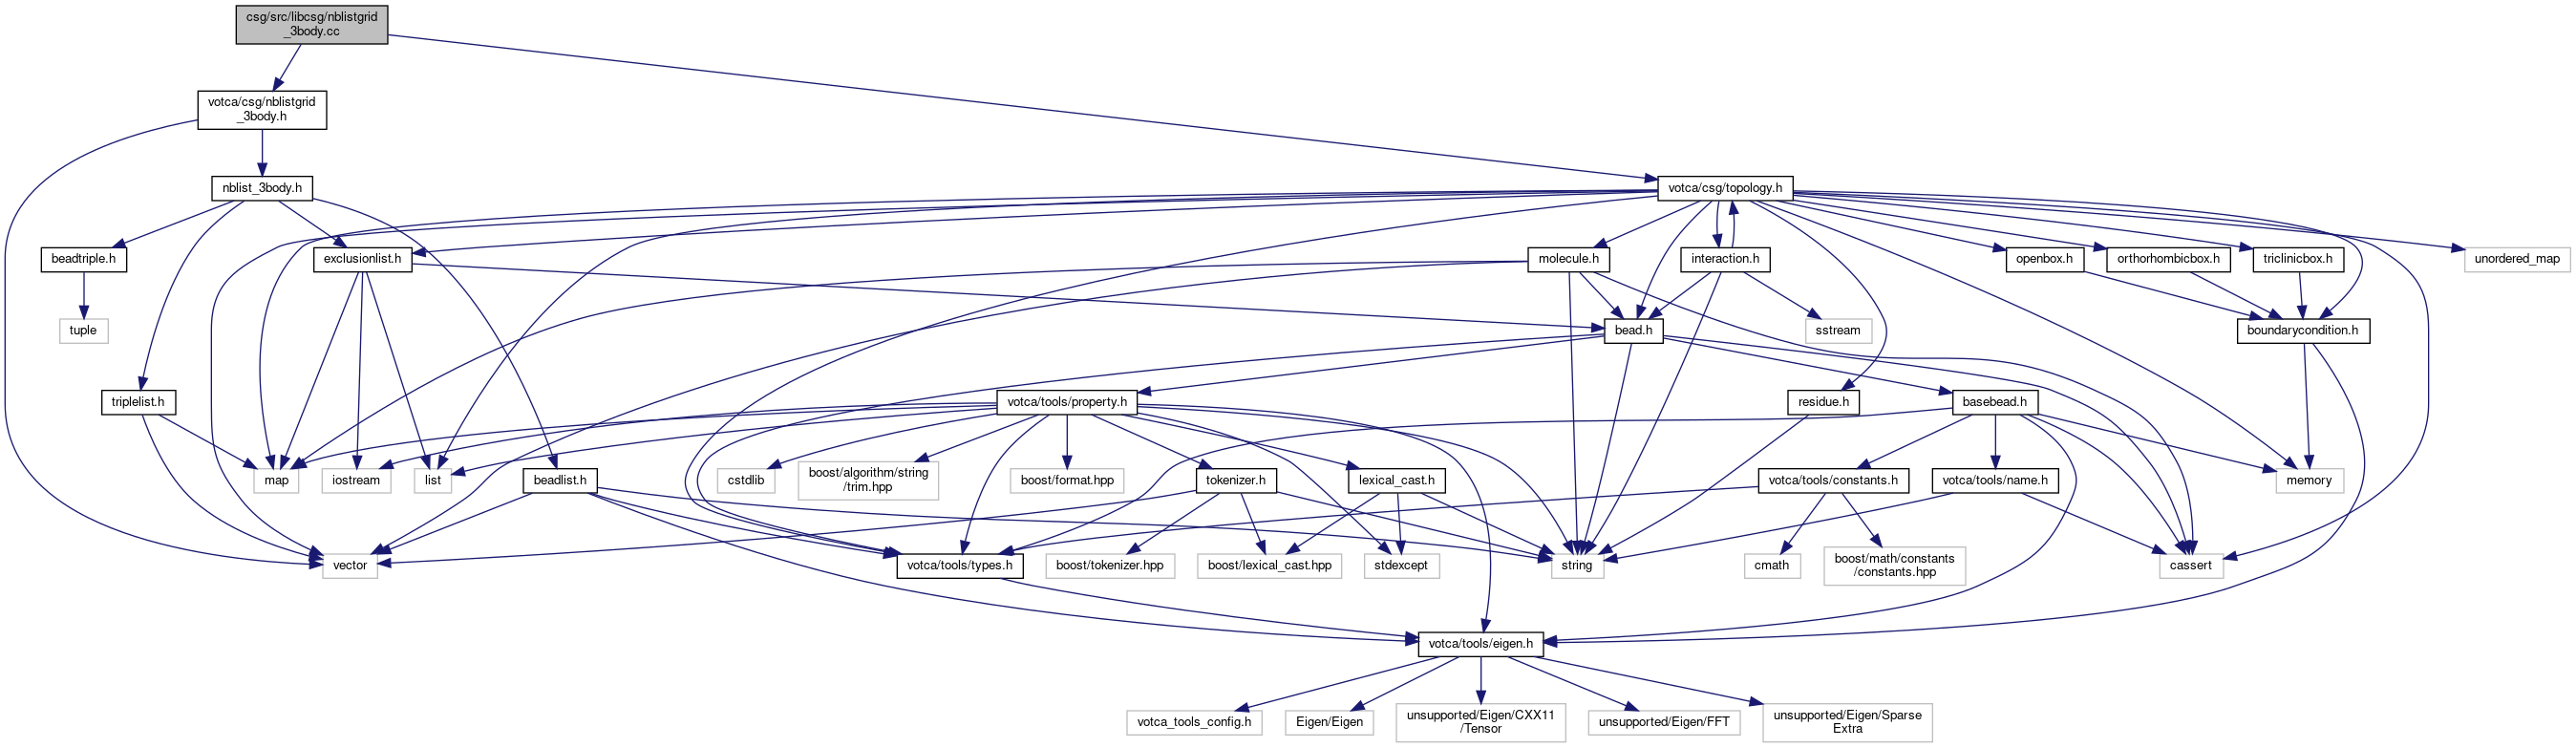 csg/src/libcsg/nblistgrid
_3body.cc
votca/csg/nblistgrid
_3body.h
nblist_3body.h
votca/csg/topology.h
beadtriple.h
exclusionlist.h
molecule.h
interaction.h
openbox.h
orthorhombicbox.h
triclinicbox.h
unordered_map
tuple
bead.h
sstream
boundarycondition.h
triplelist.h
votca/tools/property.h
residue.h
basebead.h
map
iostream
list
beadlist.h
cstdlib
boost/algorithm/string
/trim.hpp
boost/format.hpp
tokenizer.h
lexical_cast.h
votca/tools/constants.h
votca/tools/name.h
memory
vector
votca/tools/types.h
boost/tokenizer.hpp
boost/lexical_cast.hpp
stdexcept
string
cmath
boost/math/constants
/constants.hpp
cassert
votca/tools/eigen.h
votca_tools_config.h
Eigen/Eigen
unsupported/Eigen/CXX11
/Tensor
unsupported/Eigen/FFT
unsupported/Eigen/Sparse
Extra